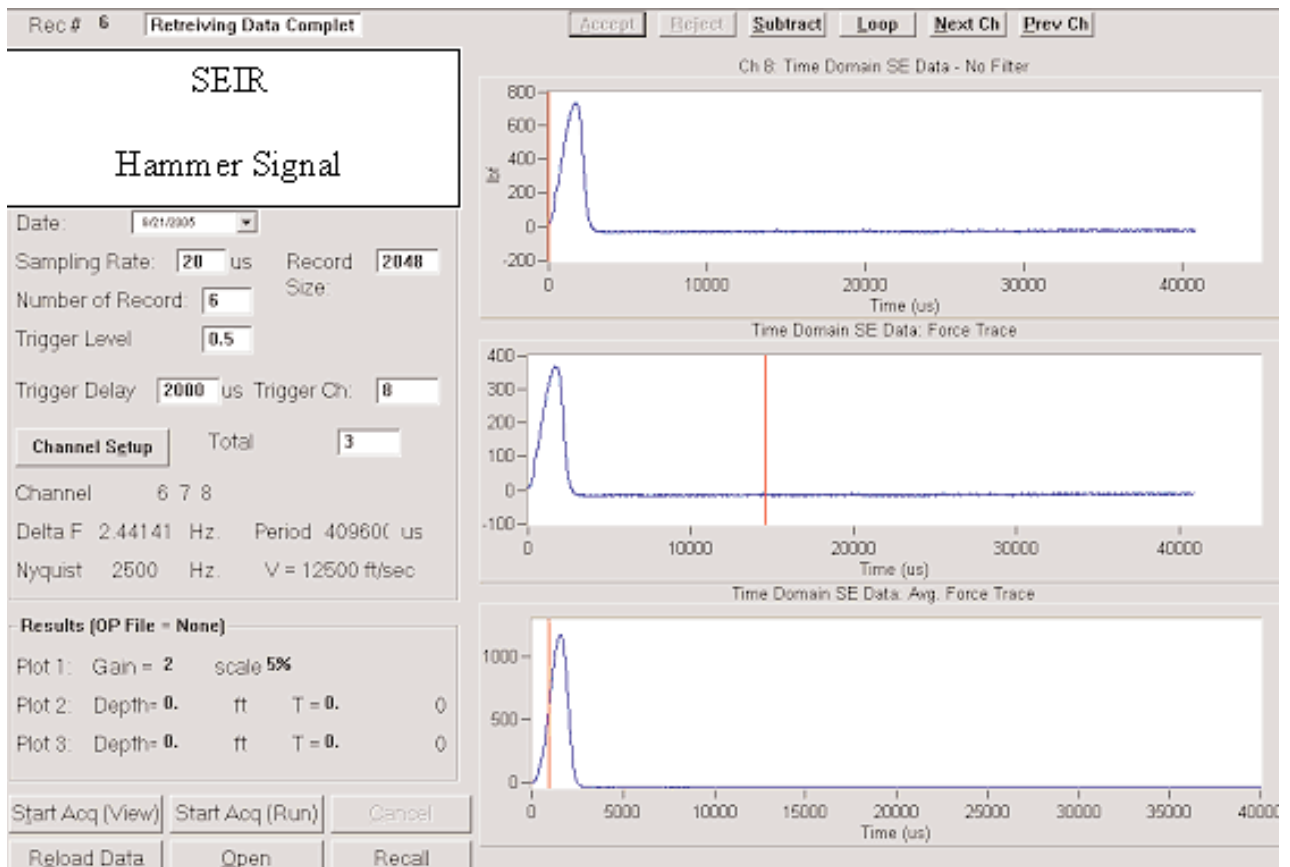 Rec # 6 Retreiving Data Complet
Accept Reject Subtract Loop Next Ch Prev Ch
SEIR
Hammer Signal
Date: 9/21/2005
Sampling Rate: 20 us Record Size: 2048
Number of Record: 6
Trigger Level 0.5
Trigger Delay 2000 us Trigger Ch: 8
Channel Setup Total 3
Channel 6 7 8
Delta F 2.44141 Hz. Period 409600 us
Nyquist 2500 Hz. V = 12500 ft/sec
Results (OP File = None)
Plot 1: Gain = 2 scale 5%
Plot 2: Depth= 0. ft T = 0. 0
Plot 3: Depth= 0. ft T = 0. 0
Start Acq (View) Start Acq (Run) Cancel
Reload Data Open Recall
Ch 8: Time Domain SE Data - No Filter
800
600
400
200
0
-200
lbf
0 10000 20000 30000 40000
Time (us)
Time Domain SE Data: Force Trace
400
300
200
100
0
-100
0 10000 20000 30000 40000
Time (us)
Time Domain SE Data: Avg. Force Trace
1000
500
0
0 5000 10000 15000 20000 25000 30000 35000 40000
Time (us)